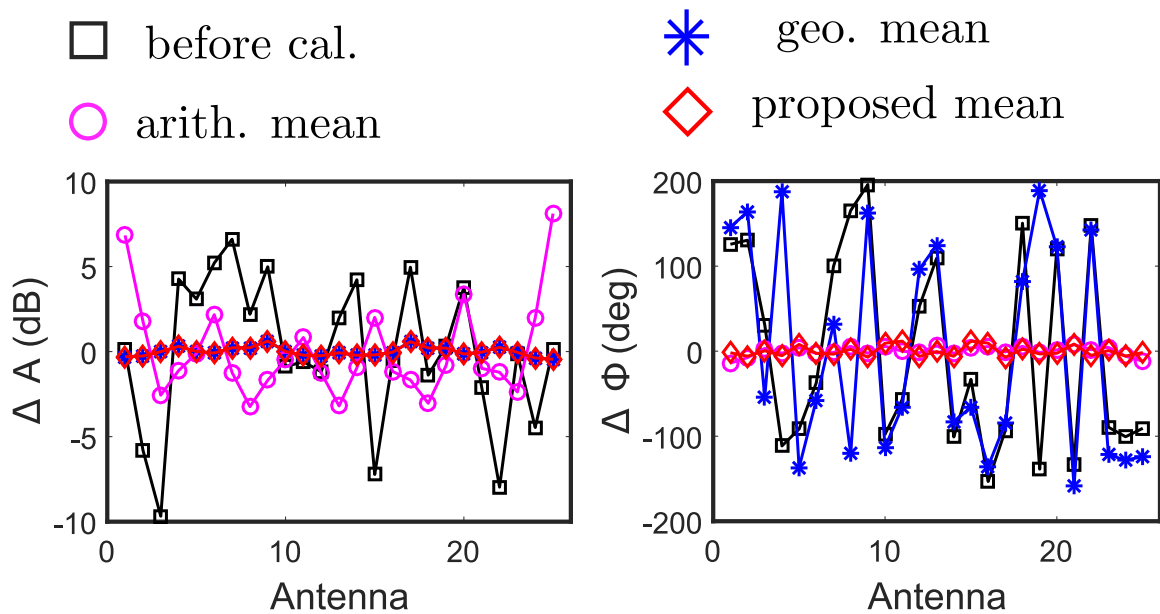 before cal.
geo. mean
arith. mean
proposed mean
10
5
0
-5
-10
Δ A (dB)
0
10
20
Antenna
200
100
0
-100
-200
Δ Φ (deg)
0
10
20
Antenna